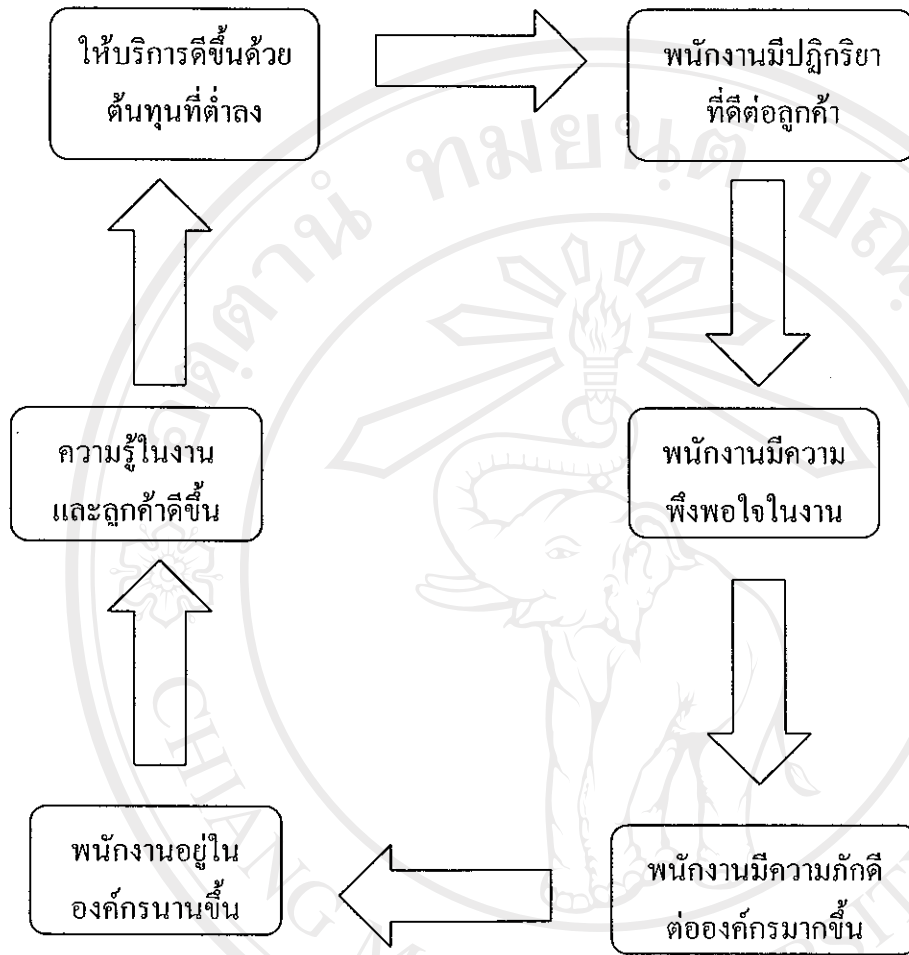 ให้บริการดีขึ้นด้วย
ต้นทุนที่ต่ำลง
พนักงานมีปฏิกริยา
ที่ดีต่อลูกค้า
ความรู้ในงาน
และลูกค้าดีขึ้น
พนักงานมีความ
พึงพอใจในงาน
พนักงานอยู่ใน
องค์กรนานขึ้น
พนักงานมีความภักดี
ต่อองค์กรมากขึ้น